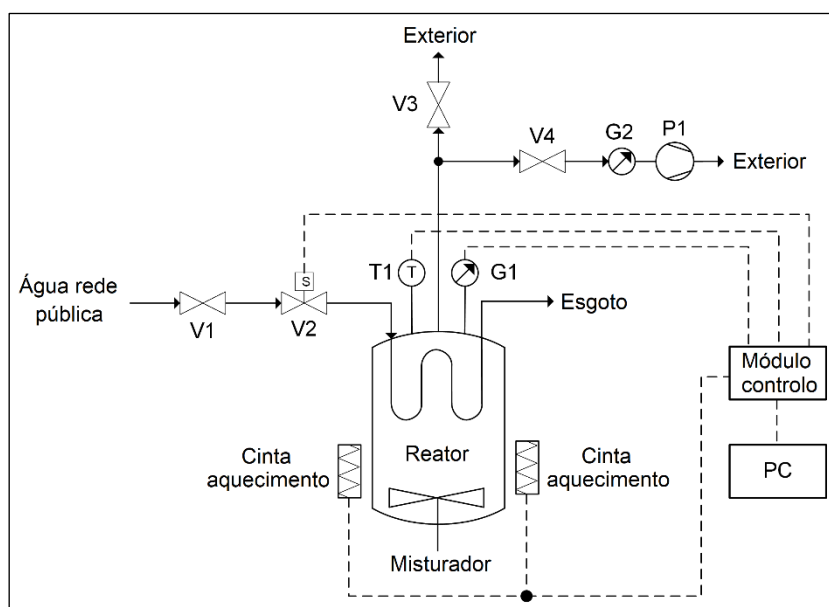 Exterior
V3
V4
G2
P1
Exterior
S
T1
T
G1
Água rede
pública
V1
V2
Esgoto
Módulo
controlo
Cinta
aquecimento
Reator
Cinta
aquecimento
PC
Misturador